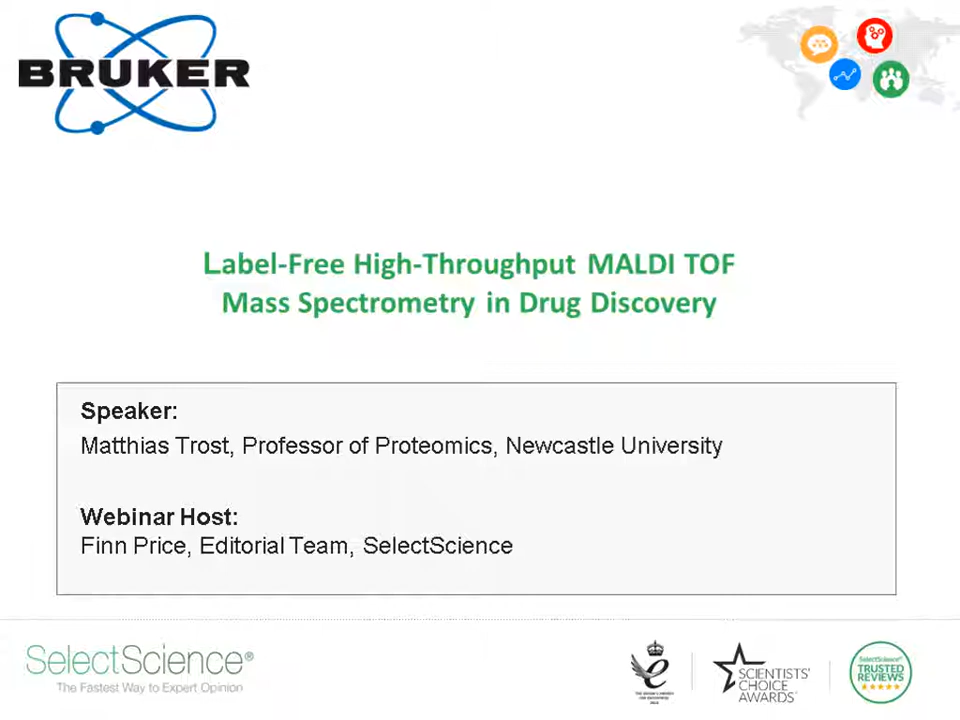 BRUKER
Label-Free High-Throughput MALDI TOF
Mass Spectrometry in Drug Discovery
Speaker:
Matthias Trost, Professor of Proteomics, Newcastle University
Webinar Host:
Finn Price, Editorial Team, SelectScience
SelectScience®
The Fastest Way to Expert Opinion
SCIENTISTS'
CHOICE
AWARDS
SelectScience®
TRUSTED
REVIEWS